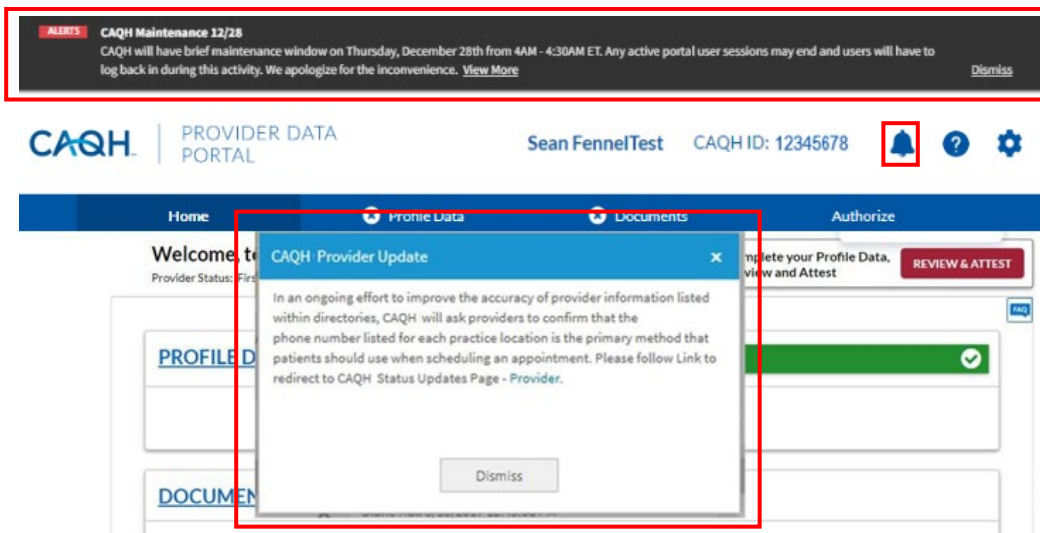 ALERTS
CAQH Maintenance 12/28
CAQH will have brief maintenance window on Thursday, December 28th from 4AM - 4:30AM ET. Any active portal user sessions may end and users will have to
log back in during this activity. We apologize for the inconvenience. View More
Dismiss
CAQH
PROVIDER DATA
PORTAL
Sean FennelTest
CAQH ID: 12345678
?
Home
Profile Data
Documents
Authorize
Welcome, t
Provider Status: Firs
CAQH Provider Update
mplete your Profile Data,
view and Attest
REVIEW & ATTEST
FAQ
In an ongoing effort to improve the accuracy of provider information listed
within directories, CAQH will ask providers to confirm that the
phone number listed for each practice location is the primary method that
patients should use when scheduling an appointment. Please follow Link to
redirect to CAQH Status Updates Page - Provider.
PROFILE D
Dismiss
DOCUMEN